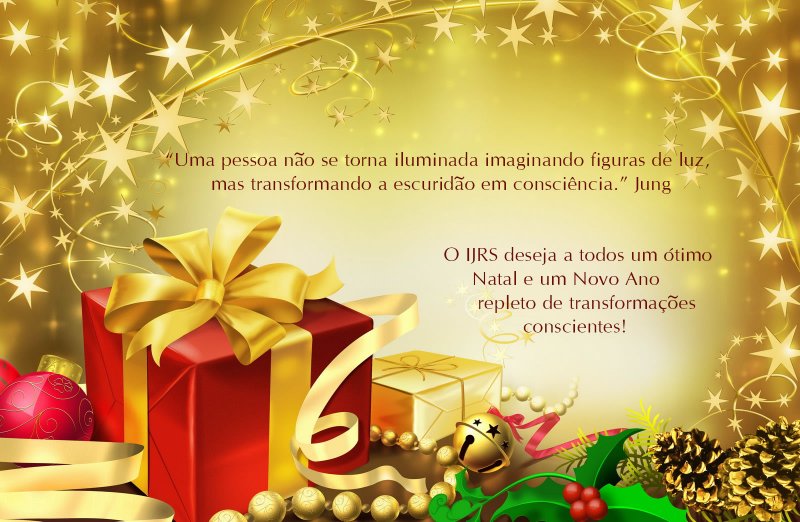 “Uma pessoa não se torna iluminada imaginando figuras de luz,
mas transformando a escuridão em consciência.” Jung
O IJRS deseja a todos um ótimo
Natal e um Novo Ano
repleto de transformações
conscientes!